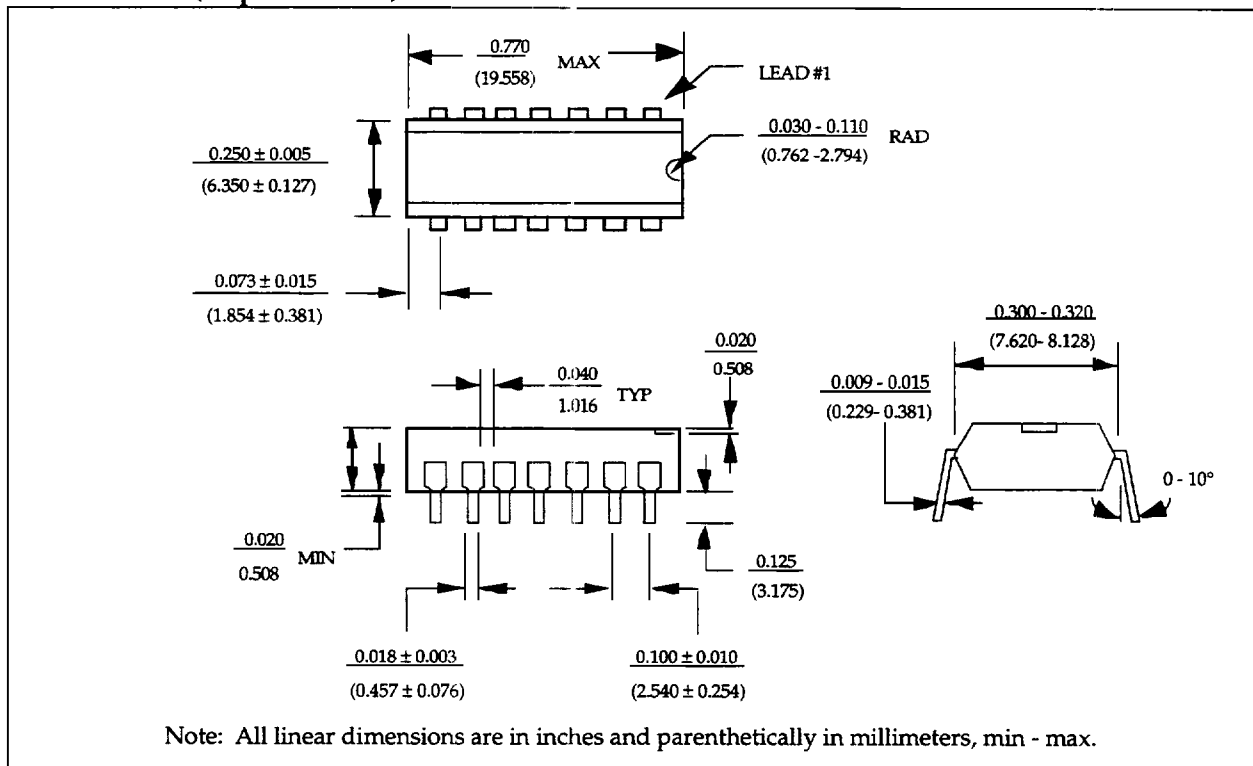 0.770
(19.558)
MAX
LEAD #1
0.030 - 0.110
(0.762 -2.794)
RAD
0.250 ± 0.005
(6.350 ± 0.127)
0.073 ± 0.015
(1.854 ± 0.381)
0.300 - 0.320
(7.620- 8.128)
0.020
0.508
0.040
1.016
TYP
0.009 - 0.015
(0.229- 0.381)
0 - 10°
0.020
0.508
MIN
0.125
(3.175)
0.018 ± 0.003
(0.457 ± 0.076)
0.100 ± 0.010
(2.540 ± 0.254)
Note: All linear dimensions are in inches and parenthetically in millimeters, min - max.